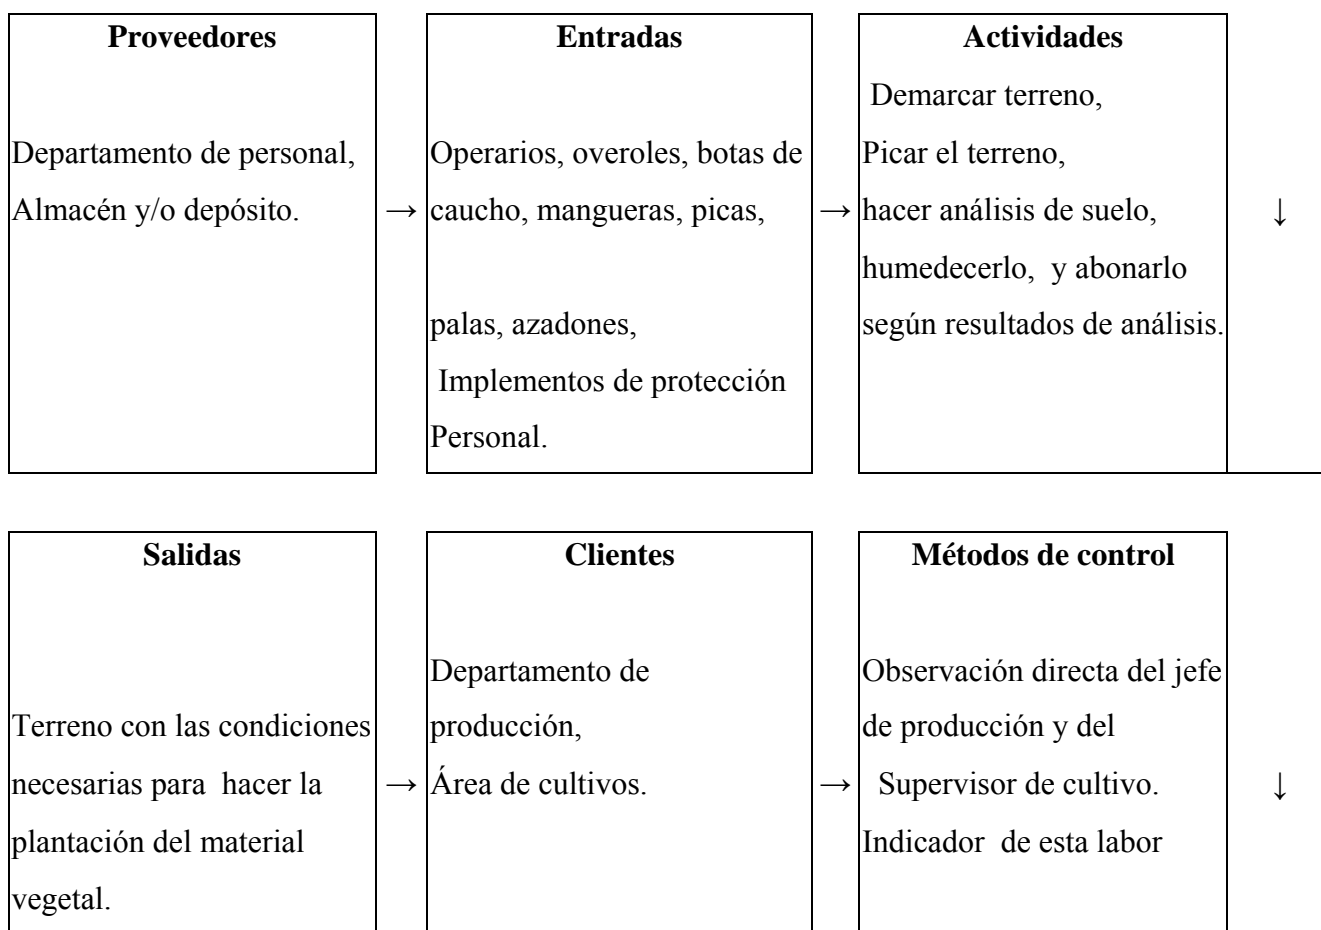 Proveedores
Departamento de personal,
Almacén y/o depósito.
→
Entradas
Operarios, overoles, botas de
caucho, mangueras, picas,
palas, azadones,
Implementos de protección
Personal.
→
Actividades
Demarcar terreno,
Picar el terreno,
hacer análisis de suelo,
humedecerlo, y abonarlo
según resultados de análisis.
↓
Salidas
Terreno con las condiciones
necesarias para hacer la
plantación del material
vegetal.
→
Clientes
Departamento de
producción,
Área de cultivos.
→
Métodos de control
Observación directa del jefe
de producción y del
Supervisor de cultivo.
Indicador de esta labor
↓